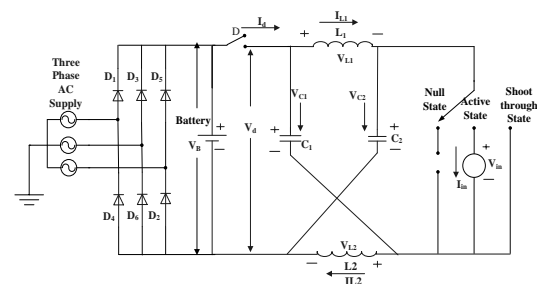 Three
Phase
AC
Supply
D1 D3 D5
D4 D6 D2
Battery
VB
+
−
D
Id
Vd
IL1
+ L1 −
VL1
VC1
VC2
+
−
C1
+
−
C2
VL2
− L2 +
IL2
Null
State
Active
State
Shoot
through
State
Iin
+
Vin
−